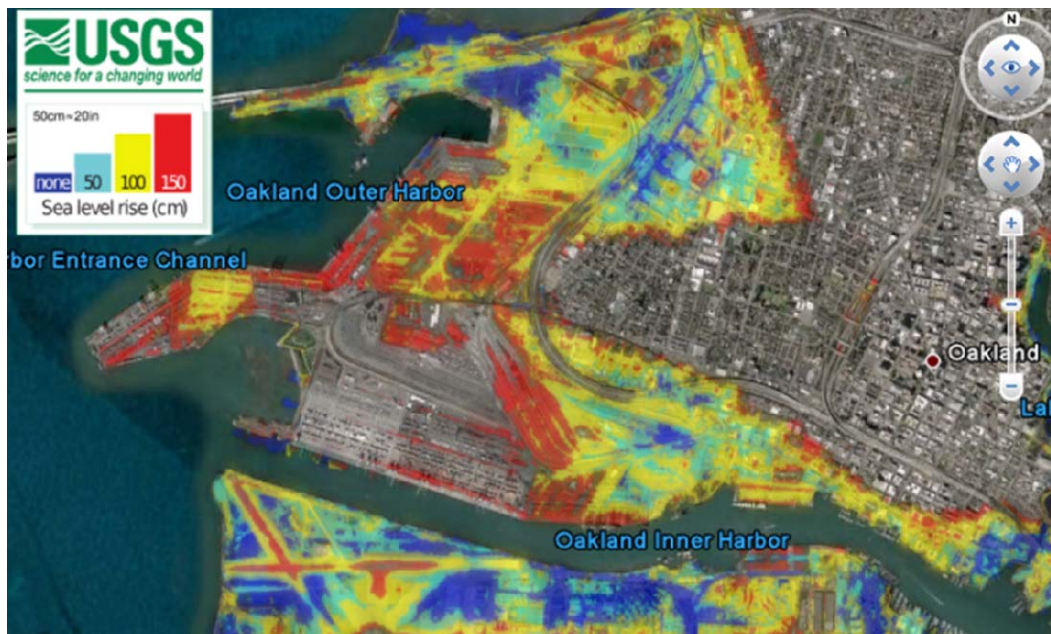 USGS
science for a changing world
50cm≈20in
none 50 100 150
Sea level rise (cm)
N
Oakland Outer Harbor
rbor Entrance Channel
Oakland
Lal
Oakland Inner Harbor